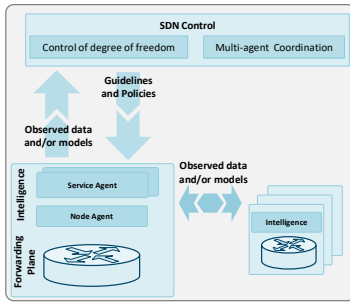 SDN Control
Control of degree of freedom
Multi-agent Coordination
Guidelines
and Policies
Observed data
and/or models
Observed data
and/or models
Intelligence
Service Agent
Node Agent
Forwarding
Plane
Intelligence